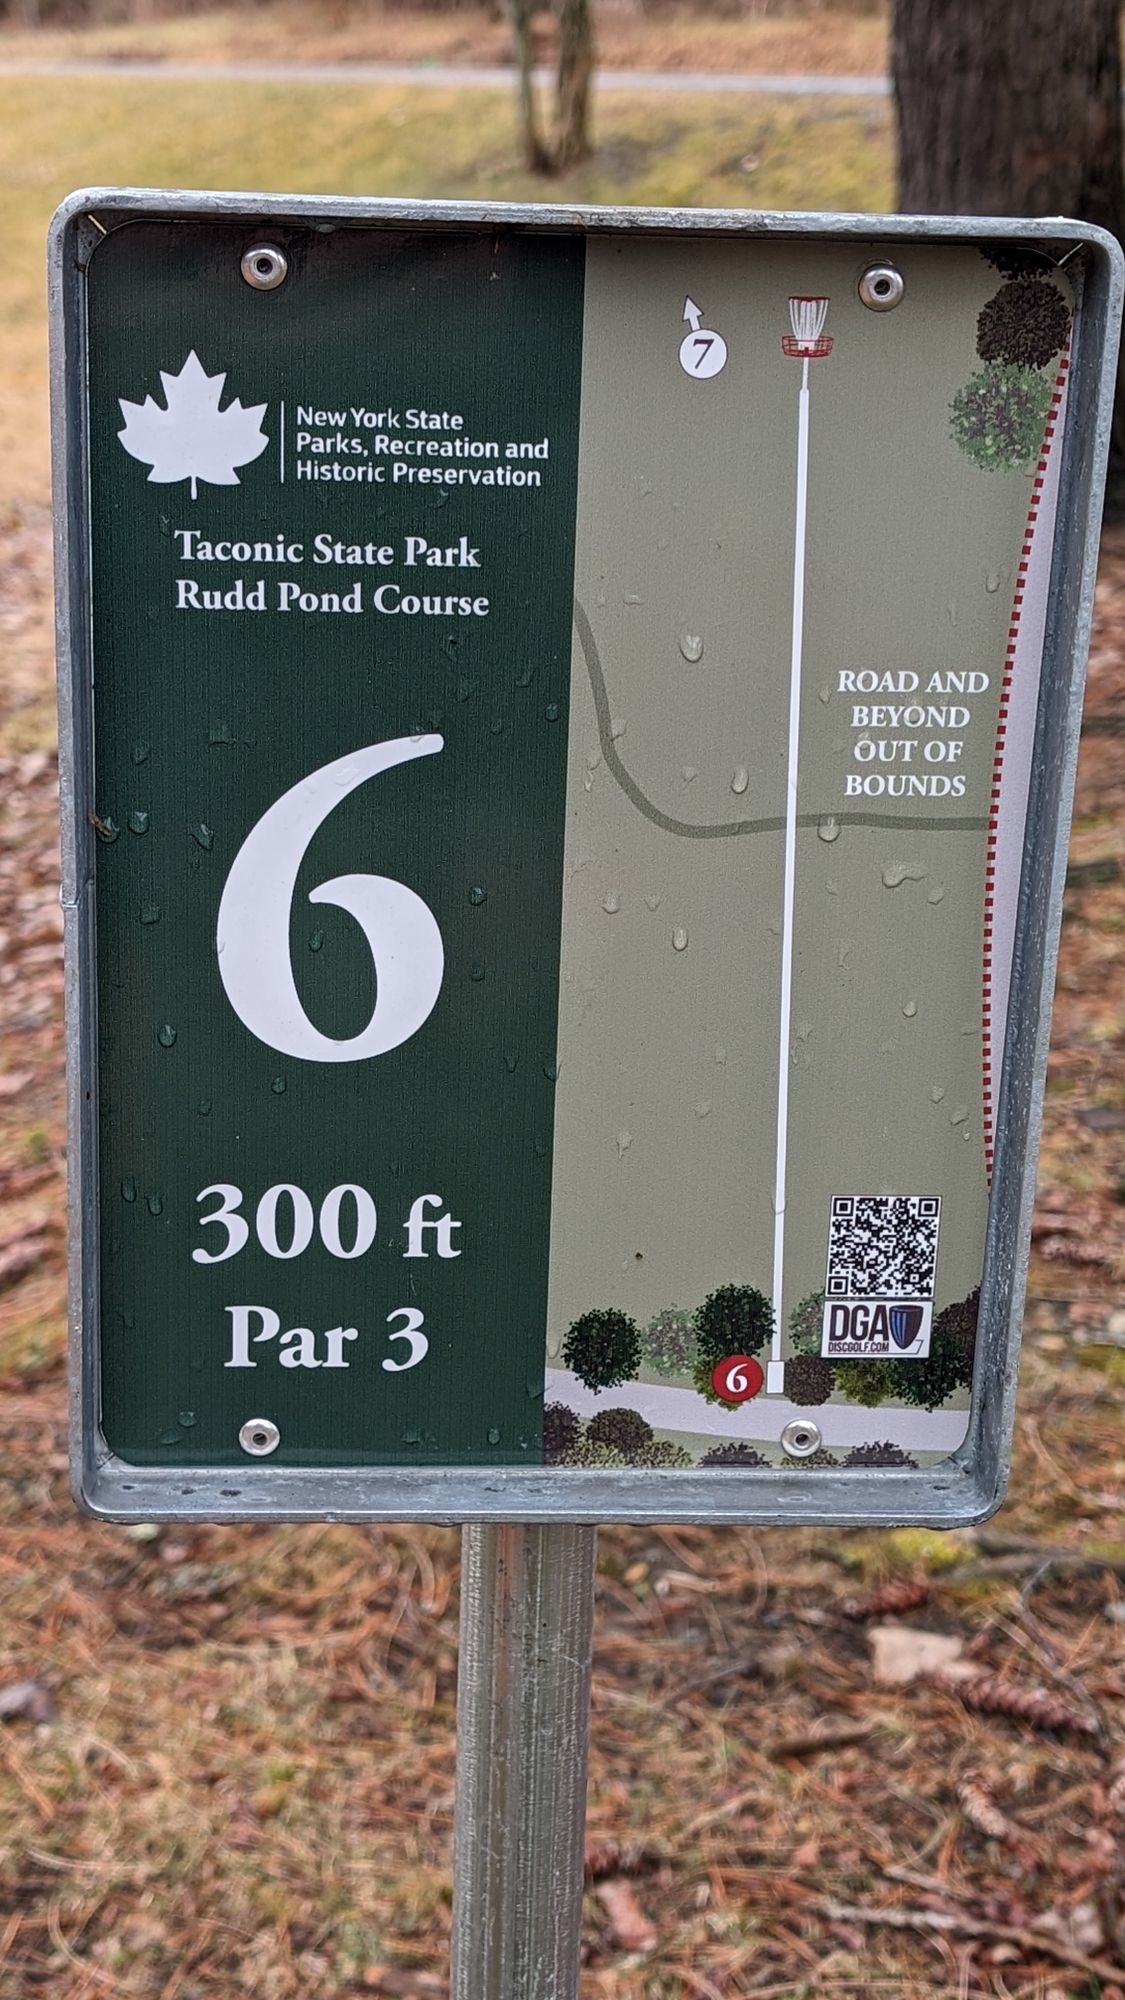 New York State
Parks, Recreation and
Historic Preservation
Taconic State Park
Rudd Pond Course
6
300 ft
Par 3
7
ROAD AND
BEYOND
OUT OF
BOUNDS
DGA
DISCGOLF.COM
6